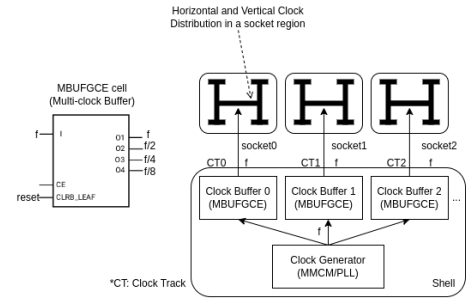 Horizontal and Vertical Clock
Distribution in a socket region
MBUFGCE cell
(Multi-clock Buffer)
f
I
O1
f
O2
f/2
O3
f/4
O4
f/8
CE
reset
CLRB_LEAF
socket0
socket1
socket2
CT0
f
CT1
f
CT2
f
Clock Buffer 0
(MBUFGCE)
Clock Buffer 1
(MBUFGCE)
Clock Buffer 2
(MBUFGCE)
...
f
Clock Generator
(MMCM/PLL)
*CT: Clock Track
Shell